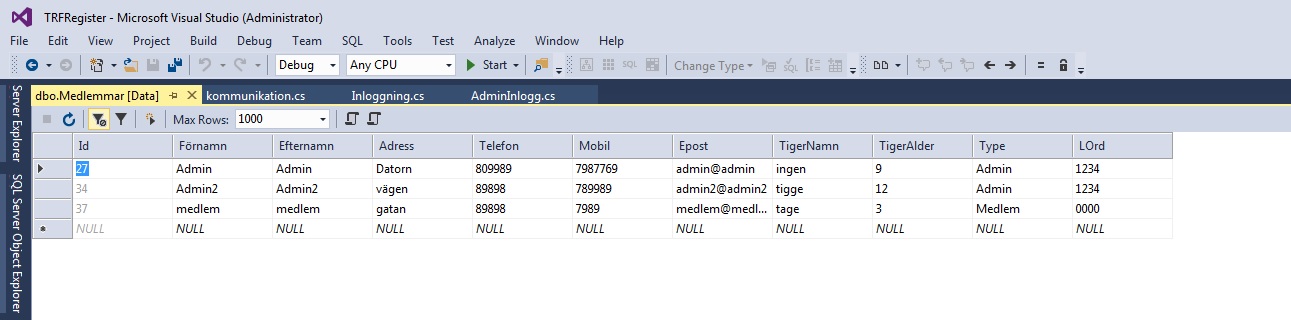 TRFRegister - Microsoft Visual Studio (Administrator)
File Edit View Project Build Debug Team SQL Tools Test Analyze Window Help
Debug Any CPU Start SQL Change Type SQL
dbo.Medlemmar [Data] kommunikation.cs Inloggning.cs AdminInlogg.cs
Server Explorer
SQL Server Object Explorer
Max Rows: 1000
Id Förnamn Efternamn Adress Telefon Mobil Epost TigerNamn TigerAlder Type LOrd
27 Admin Admin Datorn 809989 7987769 admin@admin ingen 9 Admin 1234
34 Admin2 Admin2 vägen 89898 789989 admin2@admin2 tigge 12 Admin 1234
37 medlem medlem gatan 89898 7989 medlem@medl... tage 3 Medlem 0000
NULL NULL NULL NULL NULL NULL NULL NULL NULL NULL NULL